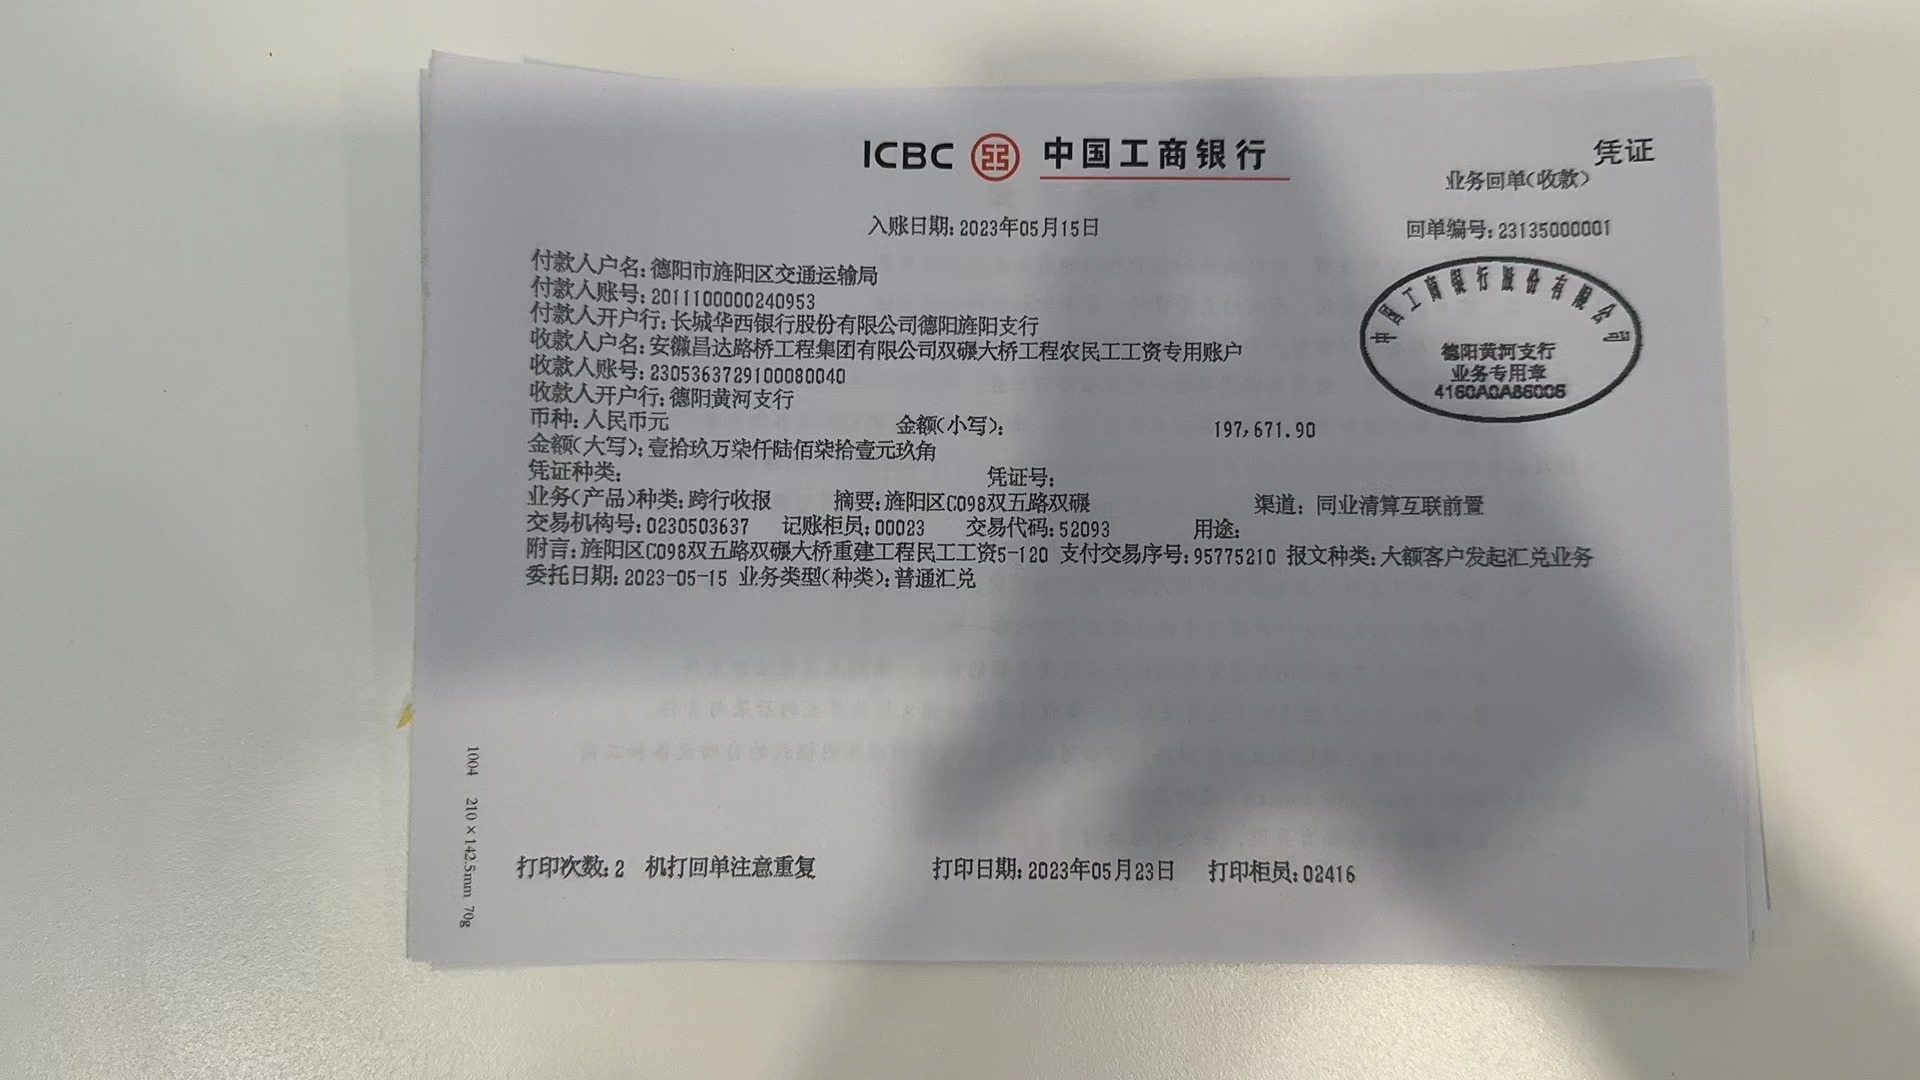 ICBC 中国工商银行
凭证
业务回单(收款)
入账日期: 2023年05月15日
回单编号: 23135000001
付款人户名: 德阳市旌阳区交通运输局
付款人账号: 2011100000240953
付款人开户行: 长城华西银行股份有限公司德阳旌阳支行
收款人户名: 安徽昌达路桥工程集团有限公司双碾大桥工程农民工工资专用账户
收款人账号: 2305363729100080040
收款人开户行: 德阳黄河支行
币种: 人民币元 金额(小写): 197,671.90
金额(大写): 壹拾玖万柒仟陆佰柒拾壹元玖角
凭证种类: 凭证号:
业务(产品)种类: 跨行收报 摘要: 旌阳区C098双五路双碾 渠道: 同业清算互联前置
交易机构号: 0230503637 记账柜员: 00023 交易代码: 52093 用途:
附言: 旌阳区C098双五路双碾大桥重建工程民工工资5-120 支付交易序号: 95775210 报文种类: 大额客户发起汇兑业务
委托日期: 2023-05-15 业务类型(种类): 普通汇兑
中国工商银行股份有限公司
德阳黄河支行
业务专用章
4160A0A86006
打印次数: 2 机打回单注意重复 打印日期: 2023年05月23日 打印柜员: 02416
1004 210×142.5mm 70g